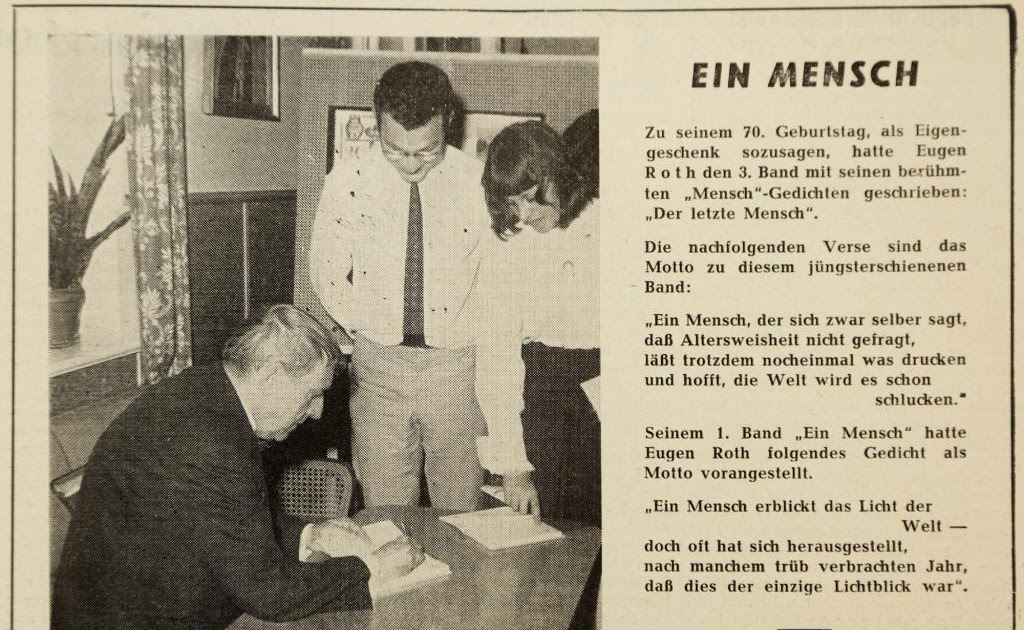 EIN MENSCH
Zu seinem 70. Geburtstag, als Eigen-
geschenk sozusagen, hatte Eugen
Roth den 3. Band mit seinen berühm-
ten „Mensch“-Gedichten geschrieben:
„Der letzte Mensch“.
Die nachfolgenden Verse sind das
Motto zu diesem jüngsterschienenen
Band:
„Ein Mensch, der sich zwar selber sagt,
daß Altersweisheit nicht gefragt,
läßt trotzdem nocheinmal was drucken
und hofft, die Welt wird es schon
schlucken.“
Seinem 1. Band „Ein Mensch“ hatte
Eugen Roth folgendes Gedicht als
Motto vorangestellt.
„Ein Mensch erblickt das Licht der
Welt —
doch oft hat sich herausgestellt,
nach manchem trüb verbrachten Jahr,
daß dies der einzige Lichtblick war“.